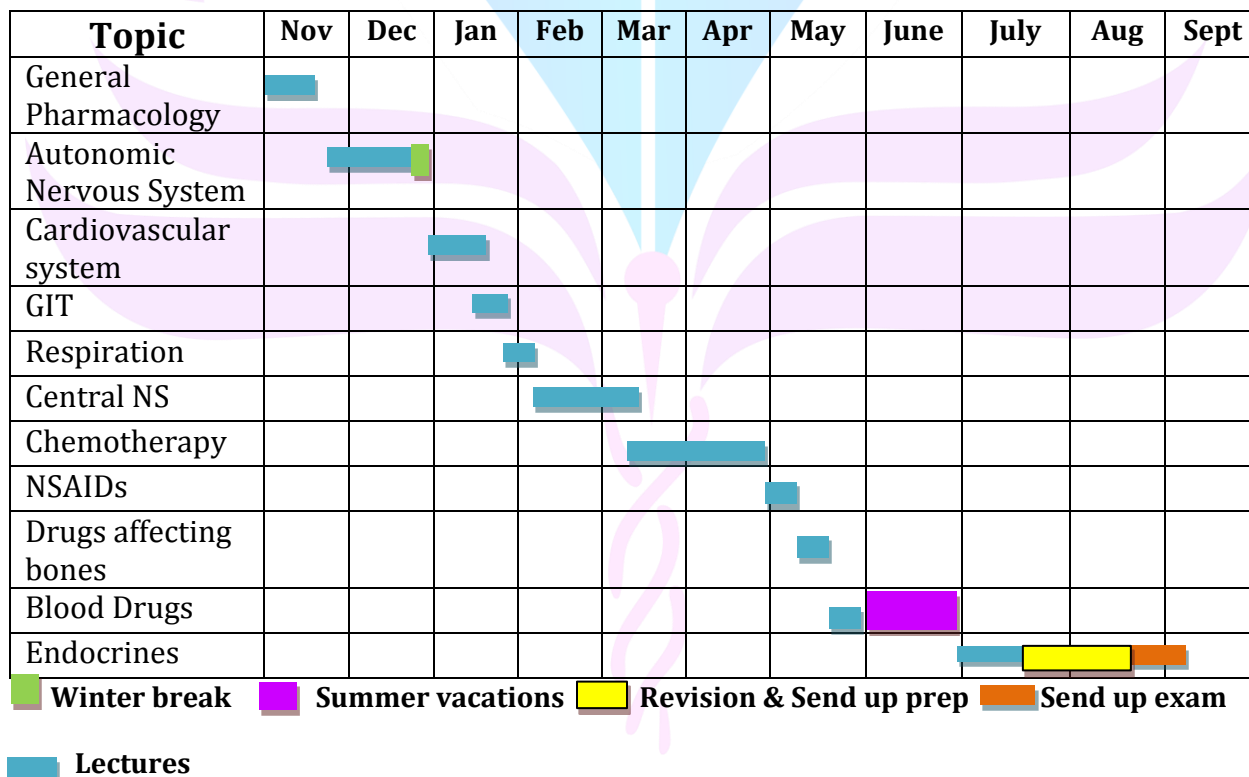 Topic Nov Dec Jan Feb Mar Apr May June July Aug Sept
General
Pharmacology
Autonomic
Nervous System
Cardiovascular
system
GIT
Respiration
Central NS
Chemotherapy
NSAIDs
Drugs affecting
bones
Blood Drugs
Endocrines
Winter break Summer vacations Revision & Send up prep Send up exam
Lectures